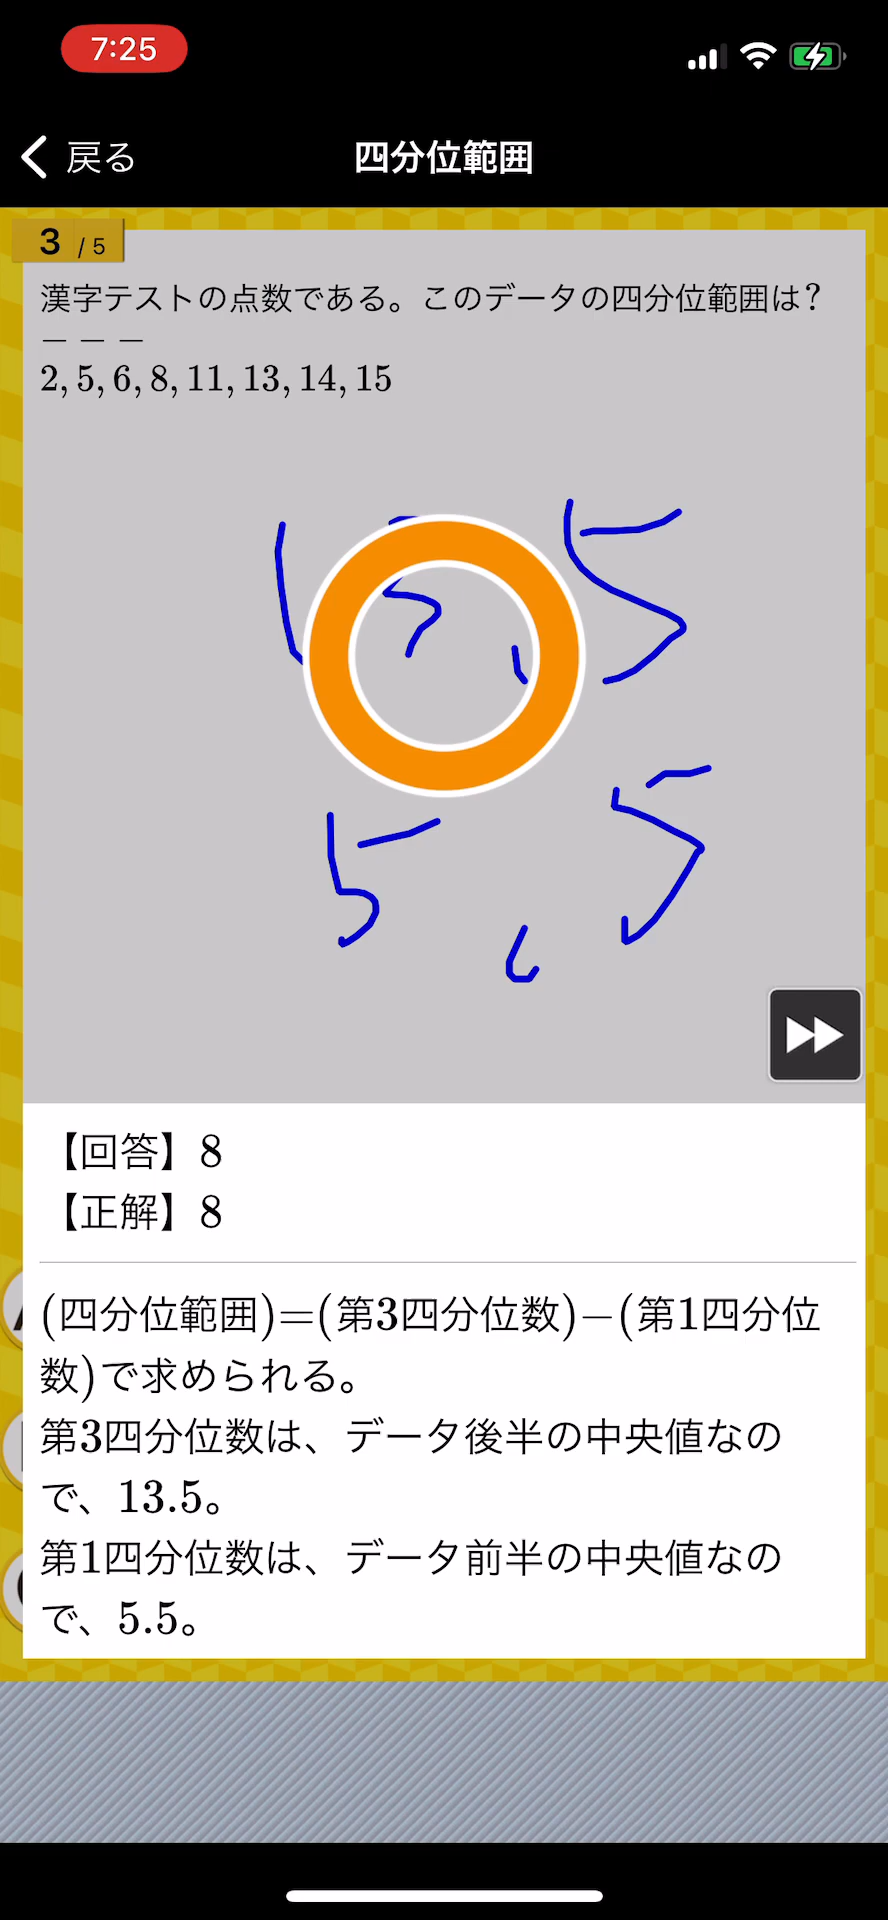 7:25
戻る
四分位範囲
3 / 5
漢字テストの点数である。このデータの四分位範囲は?
2, 5, 6, 8, 11, 13, 14, 15
5
5.5
【回答】8
【正解】8
(四分位範囲)=(第3四分位数)−(第1四分位
数)で求められる。
第3四分位数は、データ後半の中央値なの
で、13.5。
第1四分位数は、データ前半の中央値なの
で、5.5。